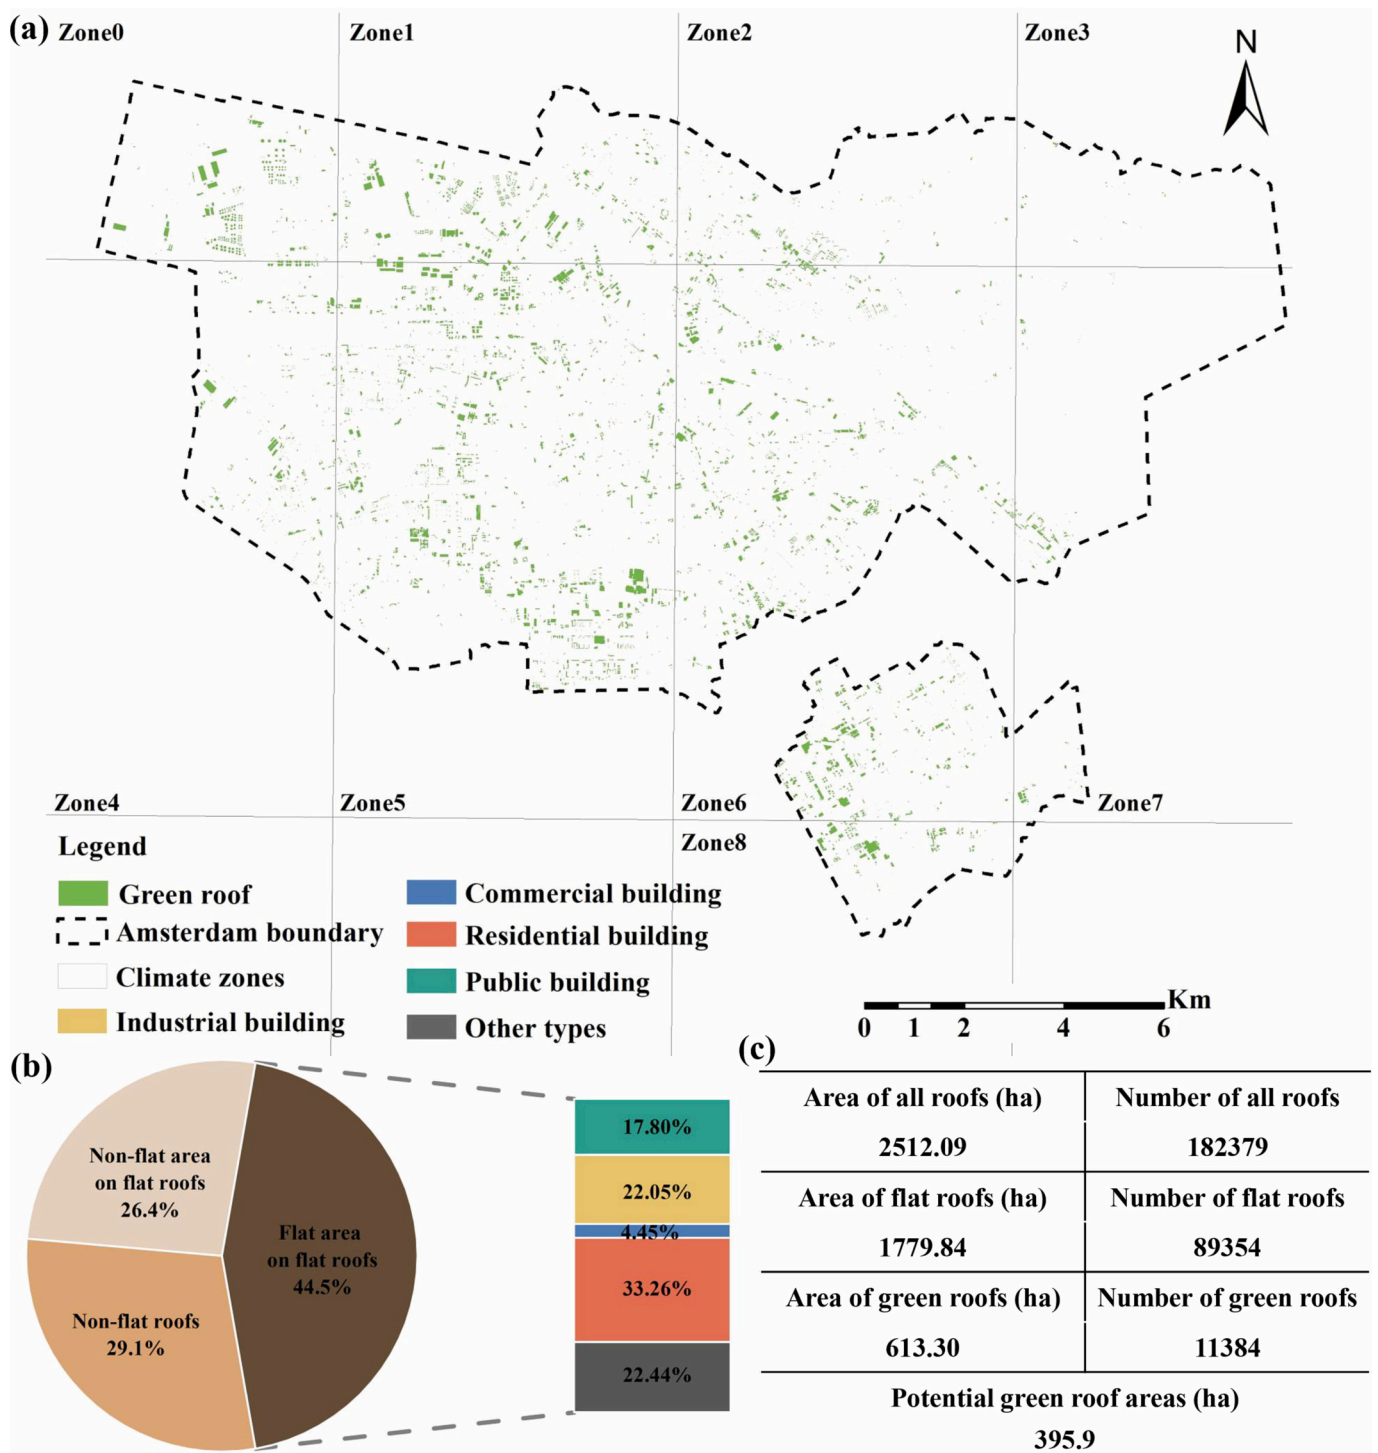 (a) Zone0 Zone1 Zone2 Zone3
N
Zone4 Zone5 Zone6 Zone7
Zone8
Legend
Green roof
Amsterdam boundary
Climate zones
Industrial building
Commercial building
Residential building
Public building
Other types
Km
0 1 2 4 6
(b)
Non-flat area
on flat roofs
26.4%
Flat area
on flat roofs
44.5%
Non-flat roofs
29.1%
17.80%
22.05%
4.45%
33.26%
22.44%
(c)
Area of all roofs (ha) Number of all roofs
2512.09 182379
Area of flat roofs (ha) Number of flat roofs
1779.84 89354
Area of green roofs (ha) Number of green roofs
613.30 11384
Potential green roof areas (ha)
395.9